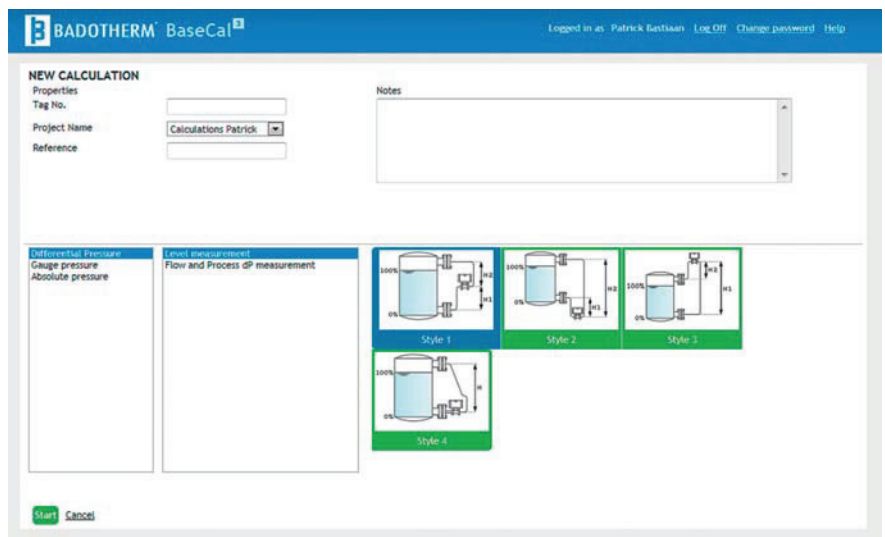 BADOTHERM BaseCal 3
Logged in as Patrick Bastiaan Log Off Change password Help
NEW CALCULATION
Properties
Tag No.
Project Name Calculations Patrick
Reference
Notes
Differential Pressure
Gauge pressure
Absolute pressure
Level measurement
Flow and Process dP measurement
100% H2
H1
0%
Style 1
100%
H2
0% H1
Style 2
H2
100% H1
0%
Style 3
100%
H
0%
Style 4
Start Cancel